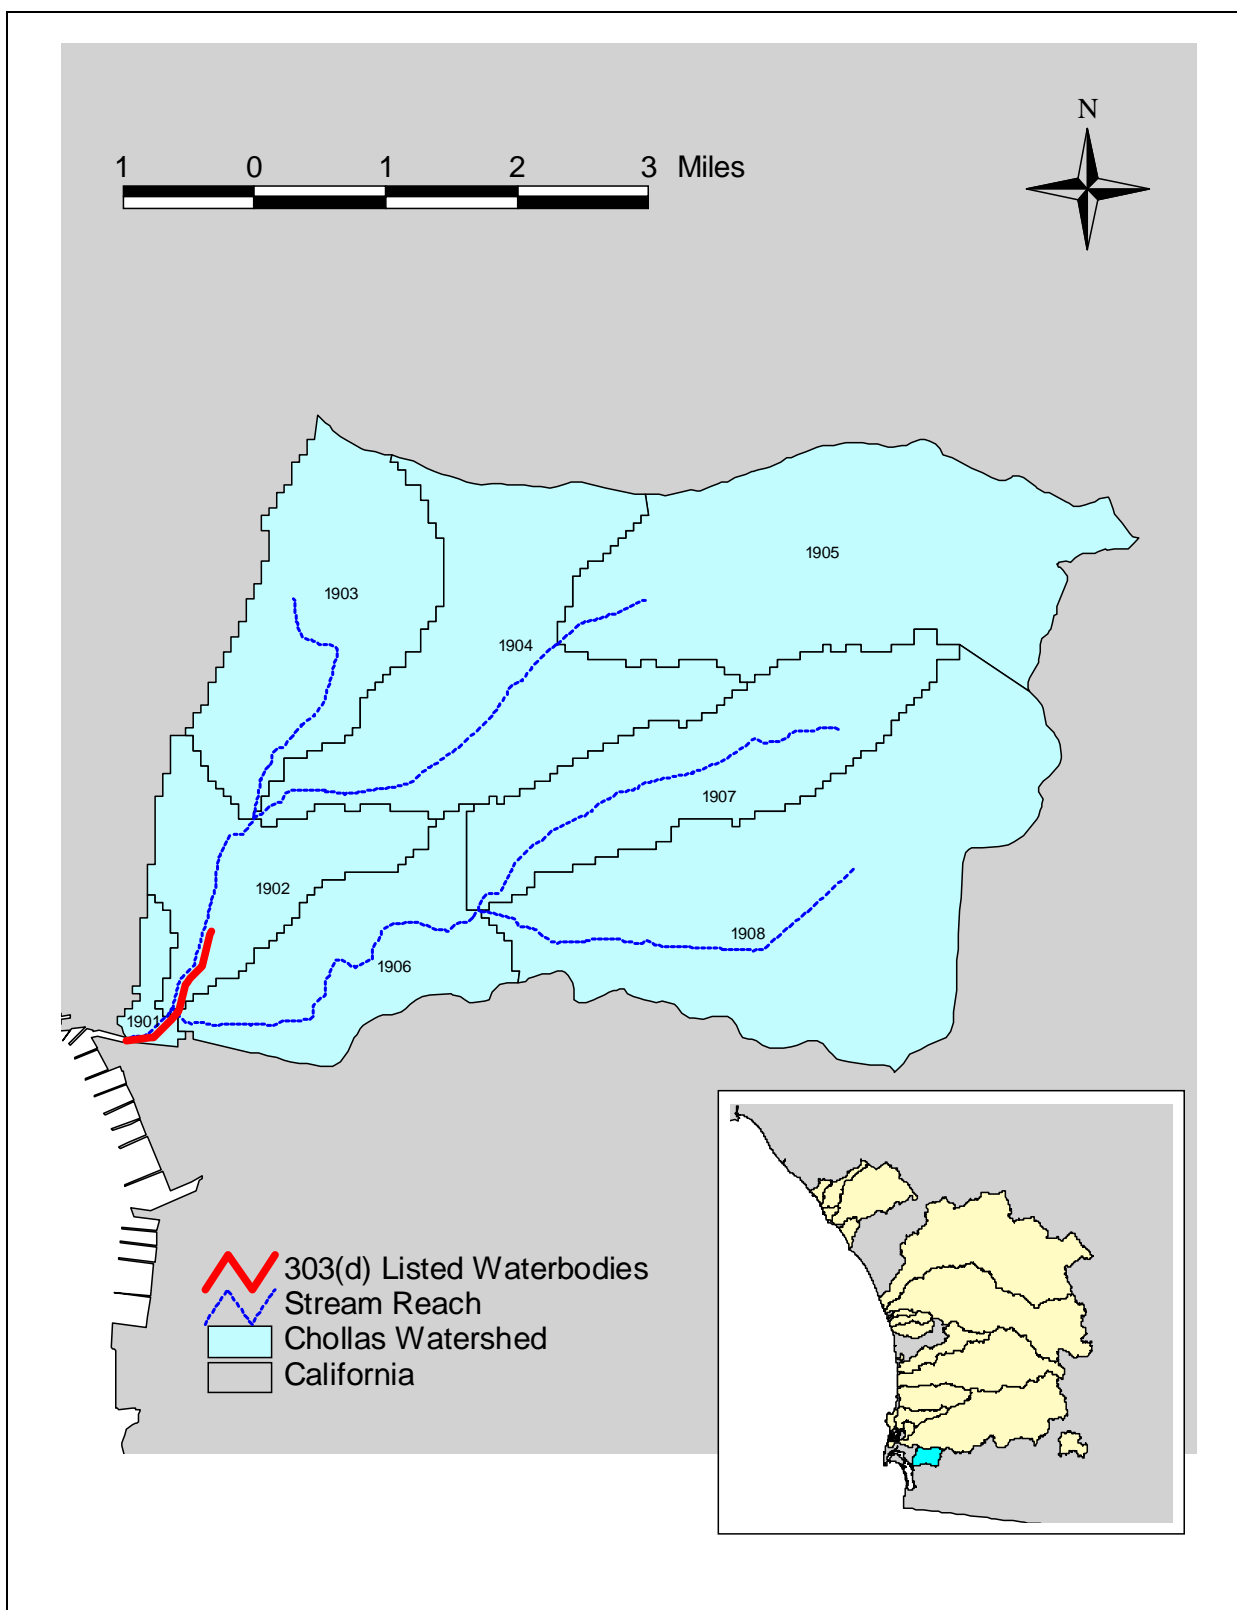 N
1 0 1 2 3 Miles
1905
1903
1904
1907
1902
1908
1906
1901
303(d) Listed Waterbodies
Stream Reach
Chollas Watershed
California